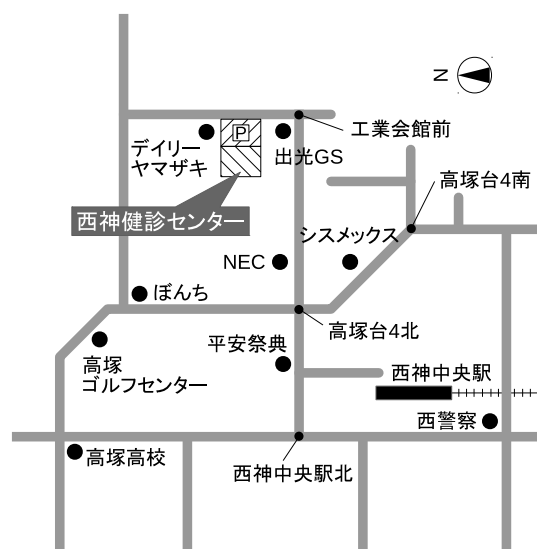 N
工業会館前
P
デイリー
ヤマザキ
出光GS
高塚台4南
西神健診センター
シスメックス
NEC
ぼんち
高塚台4北
平安祭典
高塚
ゴルフセンター
西神中央駅
西警察
高塚高校
西神中央駅北